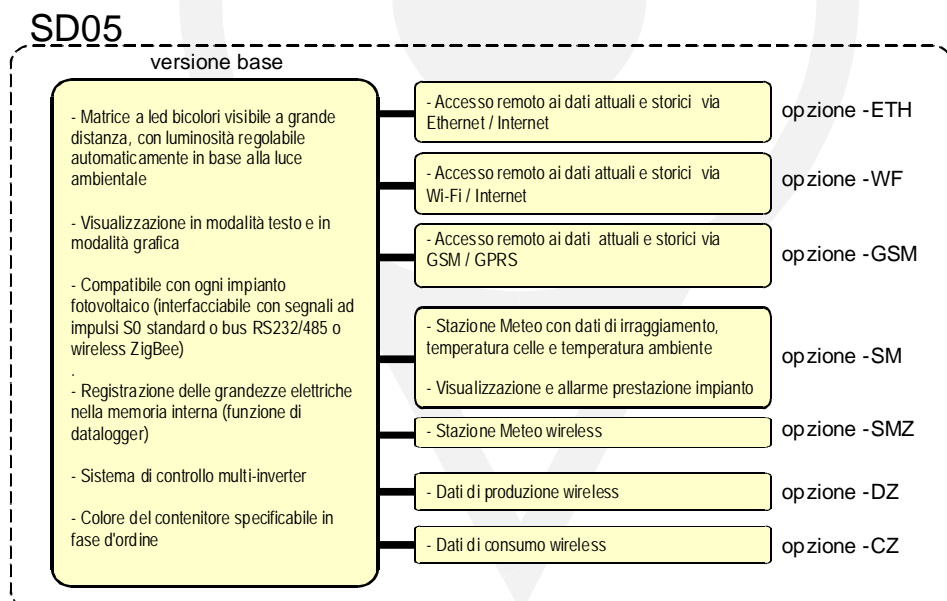 SD05
versione base
- Matrice a led bicolori visibile a grande
distanza, con luminosità regolabile
automaticamente in base alla luce
ambientale
- Visualizzazione in modalità testo e in
modalità grafica
- Compatibile con ogni impianto
fotovoltaico (interfacciabile con segnali ad
impulsi S0 standard o bus RS232/485 o
wireless ZigBee)
.
- Registrazione delle grandezze elettriche
nella memoria interna (funzione di
datalogger)
- Sistema di controllo multi-inverter
- Colore del contenitore specificabile in
fase d'ordine
- Accesso remoto ai dati attuali e storici via
Ethernet / Internet
opzione -ETH
- Accesso remoto ai dati attuali e storici via
Wi-Fi / Internet
opzione -WF
- Accesso remoto ai dati attuali e storici via
GSM / GPRS
opzione -GSM
- Stazione Meteo con dati di irraggiamento,
temperatura celle e temperatura ambiente
- Visualizzazione e allarme prestazione impianto
opzione -SM
- Stazione Meteo wireless
opzione -SMZ
- Dati di produzione wireless
opzione -DZ
- Dati di consumo wireless
opzione -CZ